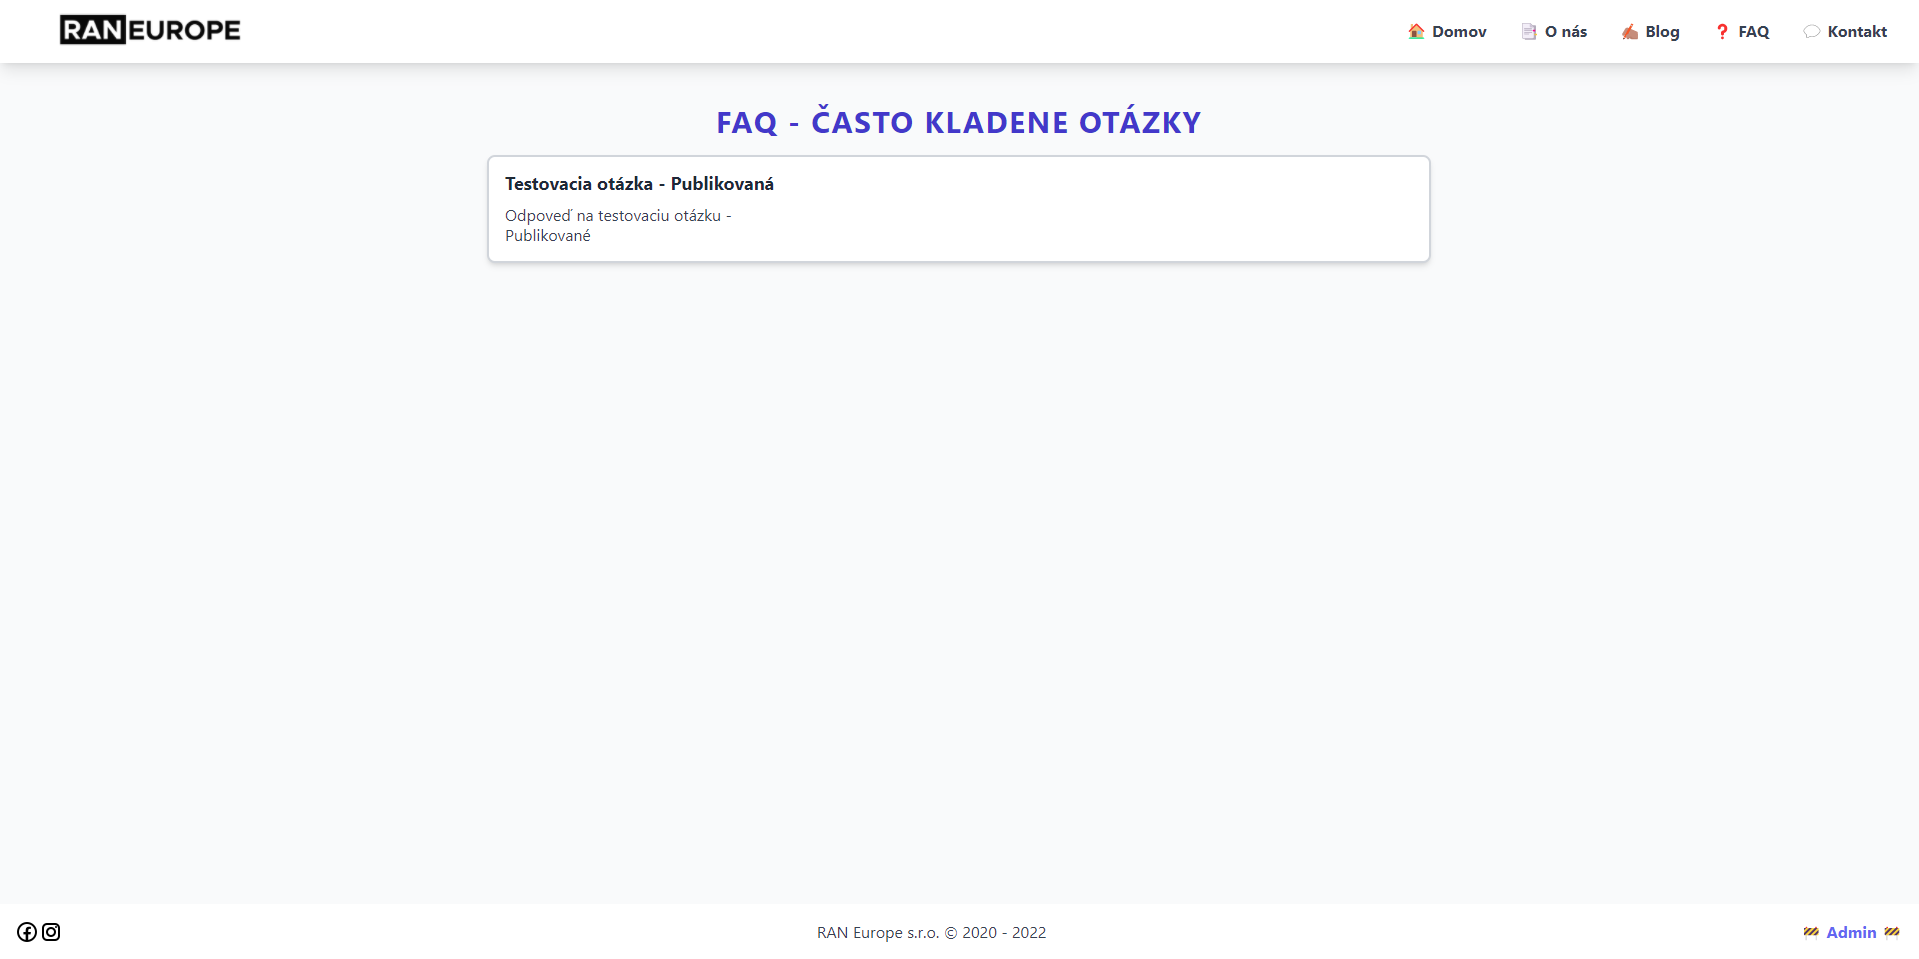 RANEUROPE
Domov
O nás
Blog
FAQ
Kontakt
FAQ - ČASTO KLADENE OTÁZKY
Testovacia otázka - Publikovaná
Odpoveď na testovaciu otázku -
Publikované
RAN Europe s.r.o. © 2020 - 2022
Admin